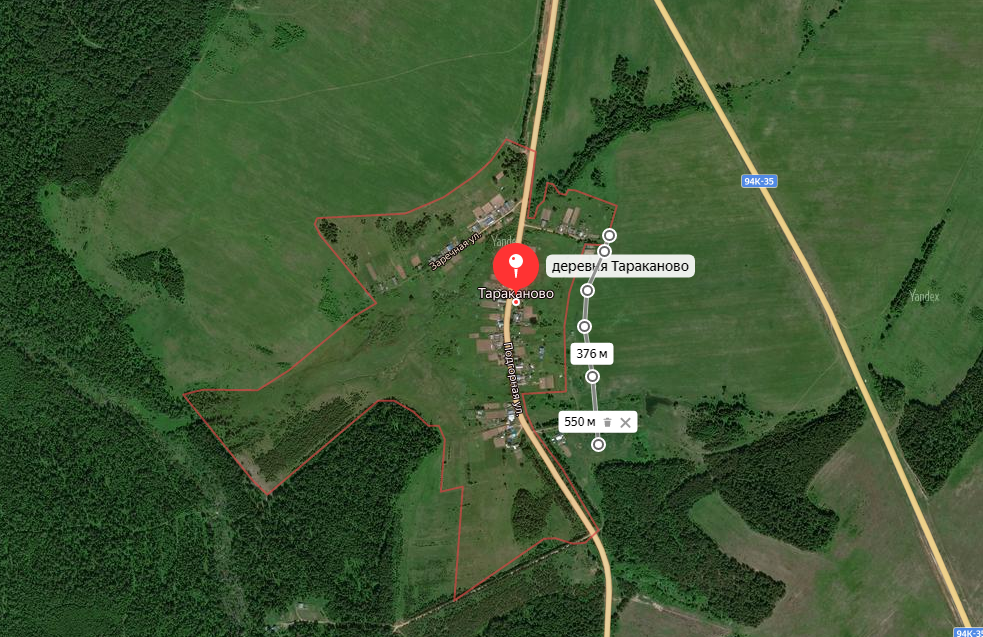 94К-35
Заречная ул.
Yandex
деревня Тараканово
Тараканово
Yandex
Подгорная ул.
376 м
550 м
94К-35